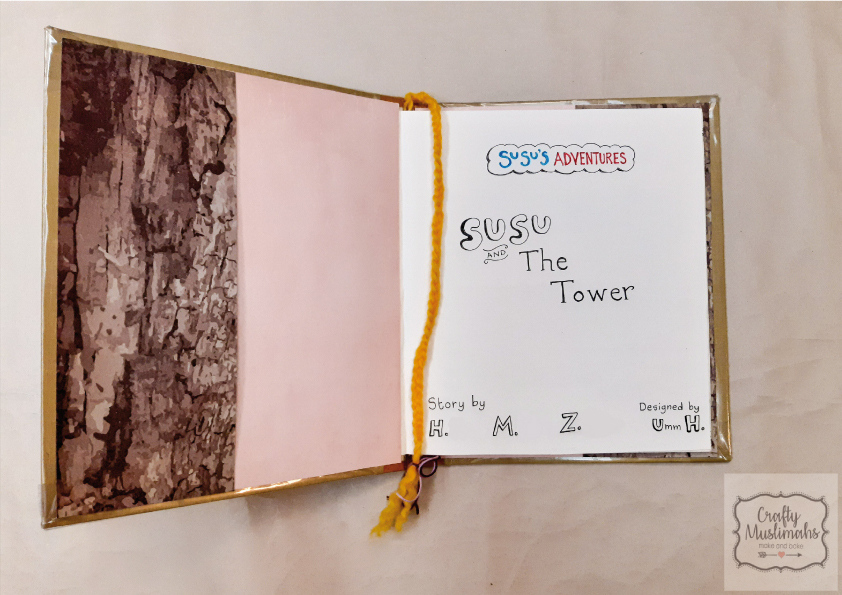 SUSU'S ADVENTURES
SUSU
AND The
Tower
Story by
H. M. Z.
Designed by
Umm H.
Crafty
Muslimahs
make and bake